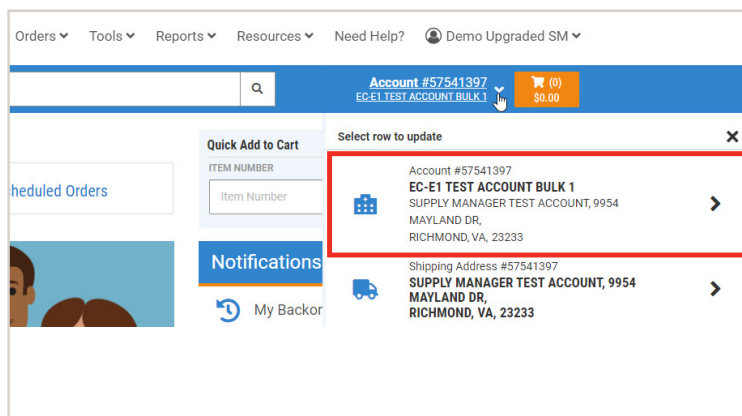 Orders Tools Reports Resources Need Help? Demo Upgraded SM
Account #57541397
EC-E1 TEST ACCOUNT BULK 1
(0)
$0.00
Quick Add to Cart
ITEM NUMBER
Item Number
heduled Orders
Notifications
My Backor
Select row to update
Account #57541397
EC-E1 TEST ACCOUNT BULK 1
SUPPLY MANAGER TEST ACCOUNT, 9954
MAYLAND DR,
RICHMOND, VA, 23233
Shipping Address #57541397
SUPPLY MANAGER TEST ACCOUNT, 9954
MAYLAND DR,
RICHMOND, VA, 23233